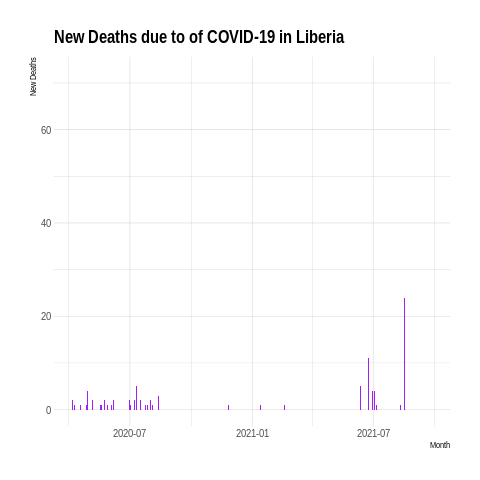 New Deaths due to of COVID-19 in Liberia
New Deaths
60
40
20
0
2020-07
2021-01
2021-07
Month